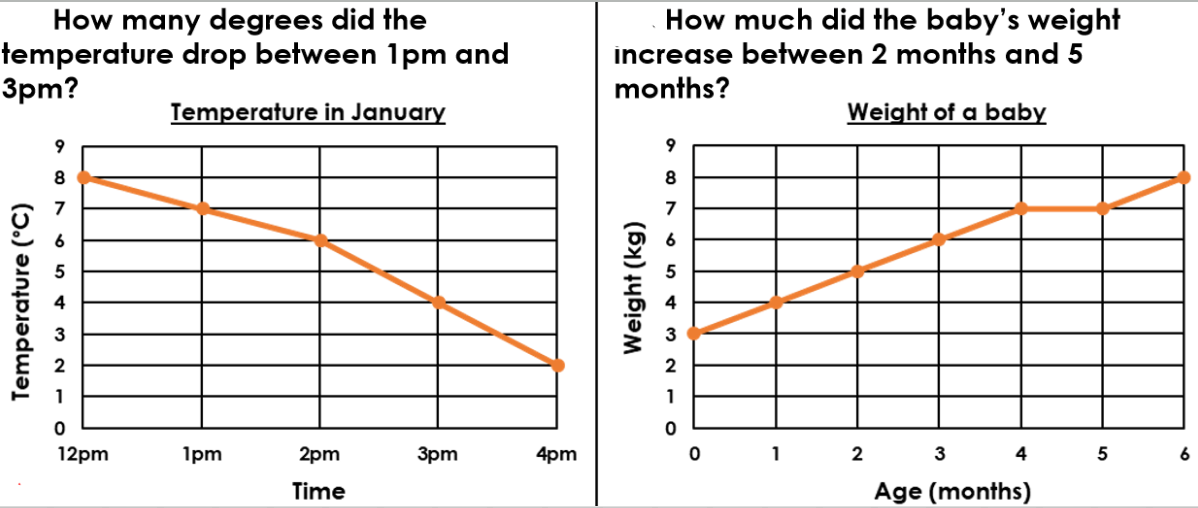 How many degrees did the
temperature drop between 1pm and
3pm?
Temperature in January
9
8
7
6
5
4
3
2
1
0
Temperature (°C)
12pm 1pm 2pm 3pm 4pm
Time
How much did the baby’s weight
increase between 2 months and 5
months?
Weight of a baby
9
8
7
6
5
4
3
2
1
0
Weight (kg)
0 1 2 3 4 5 6
Age (months)